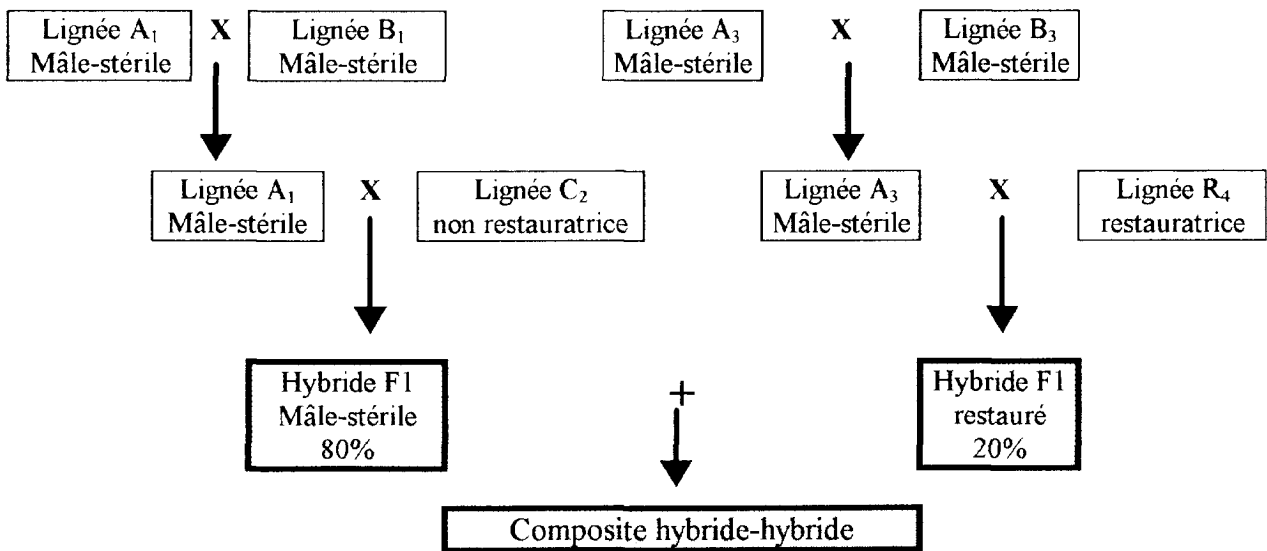 Lignée A₁
Mâle-stérile
X
Lignée B₁
Mâle-stérile
Lignée A₃
Mâle-stérile
X
Lignée B₃
Mâle-stérile
Lignée A₁
Mâle-stérile
X
Lignée C₂
non restauratrice
Lignée A₃
Mâle-stérile
X
Lignée R₄
restauratrice
Hybride F1
Mâle-stérile
80%
+
Hybride F1
restauré
20%
Composite hybride-hybride